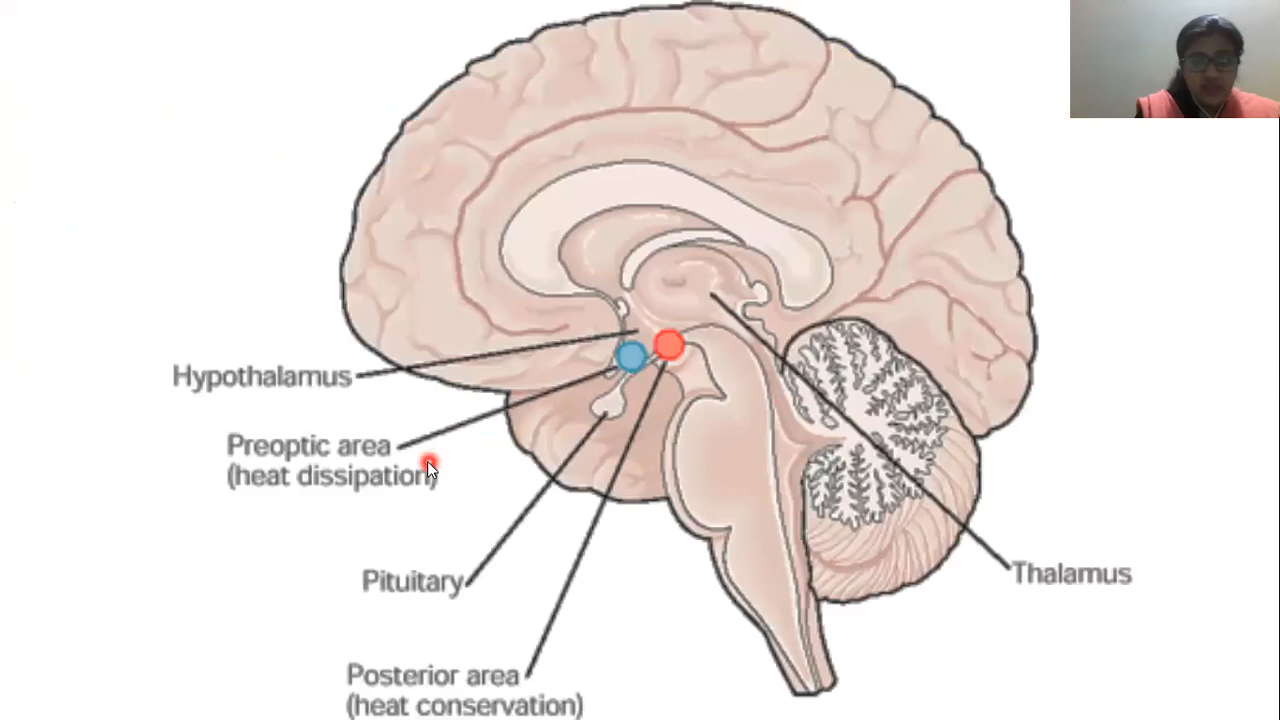 Hypothalamus
Preoptic area
(heat dissipation)
Pituitary
Thalamus
Posterior area
(heat conservation)